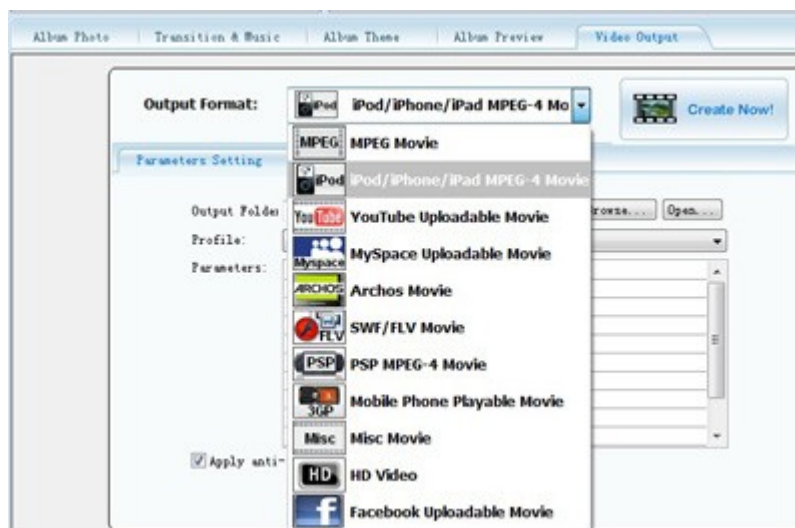 Album Photo Transition & Music Album Theme Album Preview Video Output
Output Format: iPod iPod/iPhone/iPad MPEG-4 Mo Create Now!
MPEG MPEG Movie
Parameters Setting
iPod iPod/iPhone/iPad MPEG-4 Movie
Output Folde YouTube YouTube Uploadable Movie rowse... Open...
Profile:
Myspace MySpace Uploadable Movie
Parameters:
ARCHOS Archos Movie
FLV SWF/FLV Movie
PSP PSP MPEG-4 Movie
3GP Mobile Phone Playable Movie
Misc Misc Movie
Apply anti-
HD HD Video
f Facebook Uploadable Movie